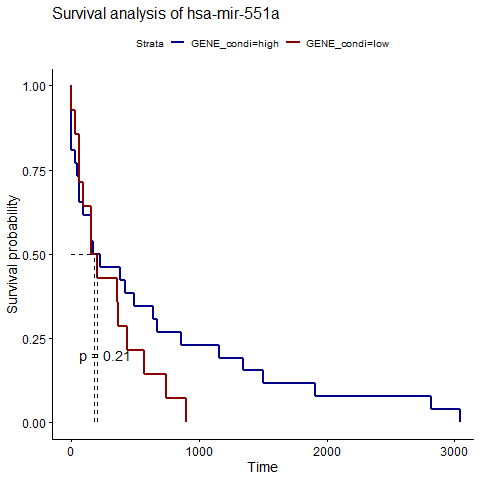 Survival analysis of hsa-mir-551a
Strata GENE_condi=high GENE_condi=low
Survival probability
1.00
0.75
0.50
0.25
0.00
p = 0.21
0 1000 2000 3000
Time